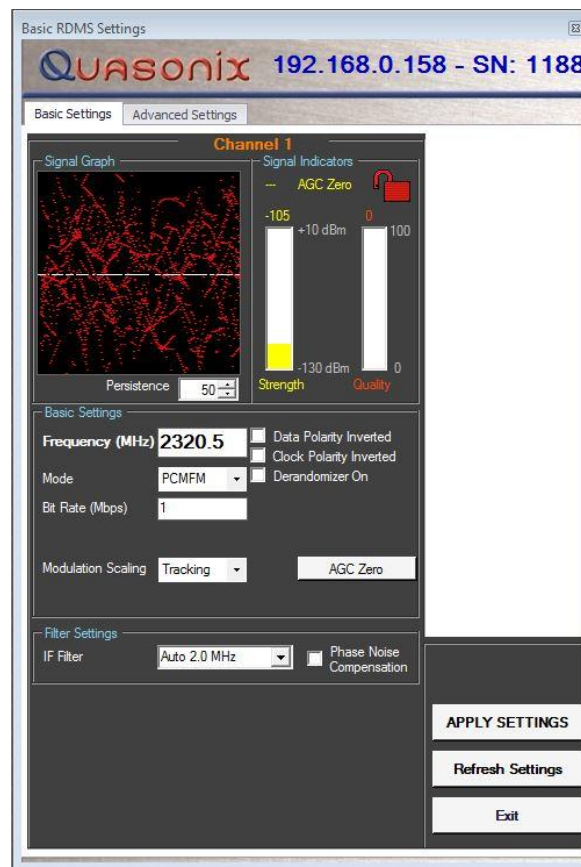 Basic RDMS Settings
Quasonix 192.168.0.158 - SN: 1188
Basic Settings Advanced Settings
Channel 1
Signal Graph Signal Indicators
--- AGC Zero
-105 0
+10 dBm 100
-130 dBm 0
Persistence 50 Strength Quality
Basic Settings
Frequency (MHz) 2320.5 Data Polarity Inverted
Clock Polarity Inverted
Mode PCMFM Derandomizer On
Bit Rate (Mbps) 1
Modulation Scaling Tracking AGC Zero
Filter Settings
IF Filter Auto 2.0 MHz Phase Noise
Compensation
APPLY SETTINGS
Refresh Settings
Exit